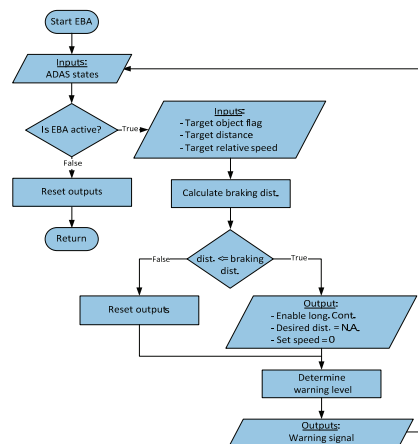 Start EBA
Inputs:
ADAS states
Is EBA active?
True
False
Reset outputs
Return
Inputs:
- Target object flag
- Target distance
- Target relative speed
Calculate braking dist.
dist. <= braking
dist.
False
True
Reset outputs
Output:
- Enable long. Cont.
- Desired dist. = N.A.
- Set speed = 0
Determine
warning level
Outputs:
Warning signal